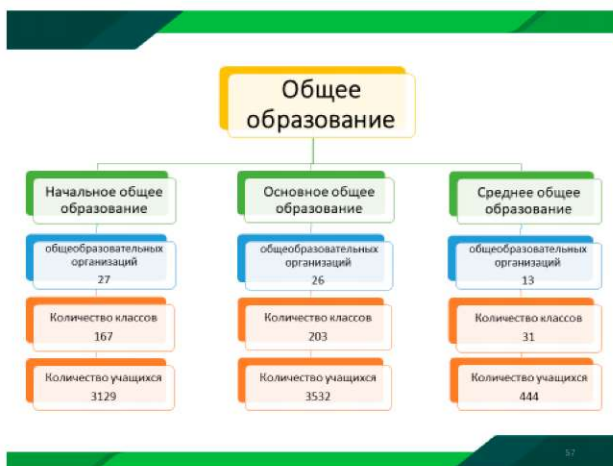 Общее
образование
Начальное общее
образование
общеобразовательных
организаций
27
Количество классов
167
Количество учащихся
3129
Основное общее
образование
общеобразовательных
организаций
26
Количество классов
203
Количество учащихся
3532
Среднее общее
образование
общеобразовательных
организаций
13
Количество классов
31
Количество учащихся
444
57